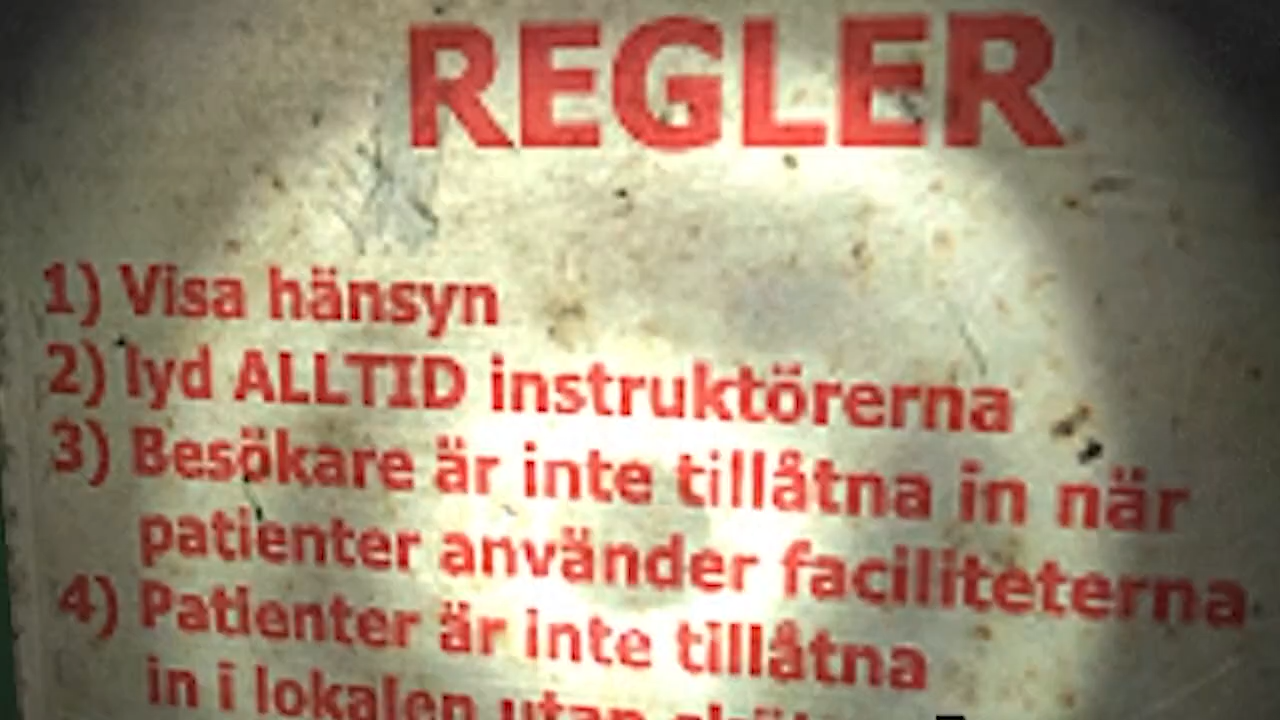 REGLER
1) Visa hänsyn
2) lyd ALLTID instruktörerna
3) Besökare är inte tillåtna in när
patienter använder faciliteterna
4) Patienter är inte tillåtna
in i lokalen utan